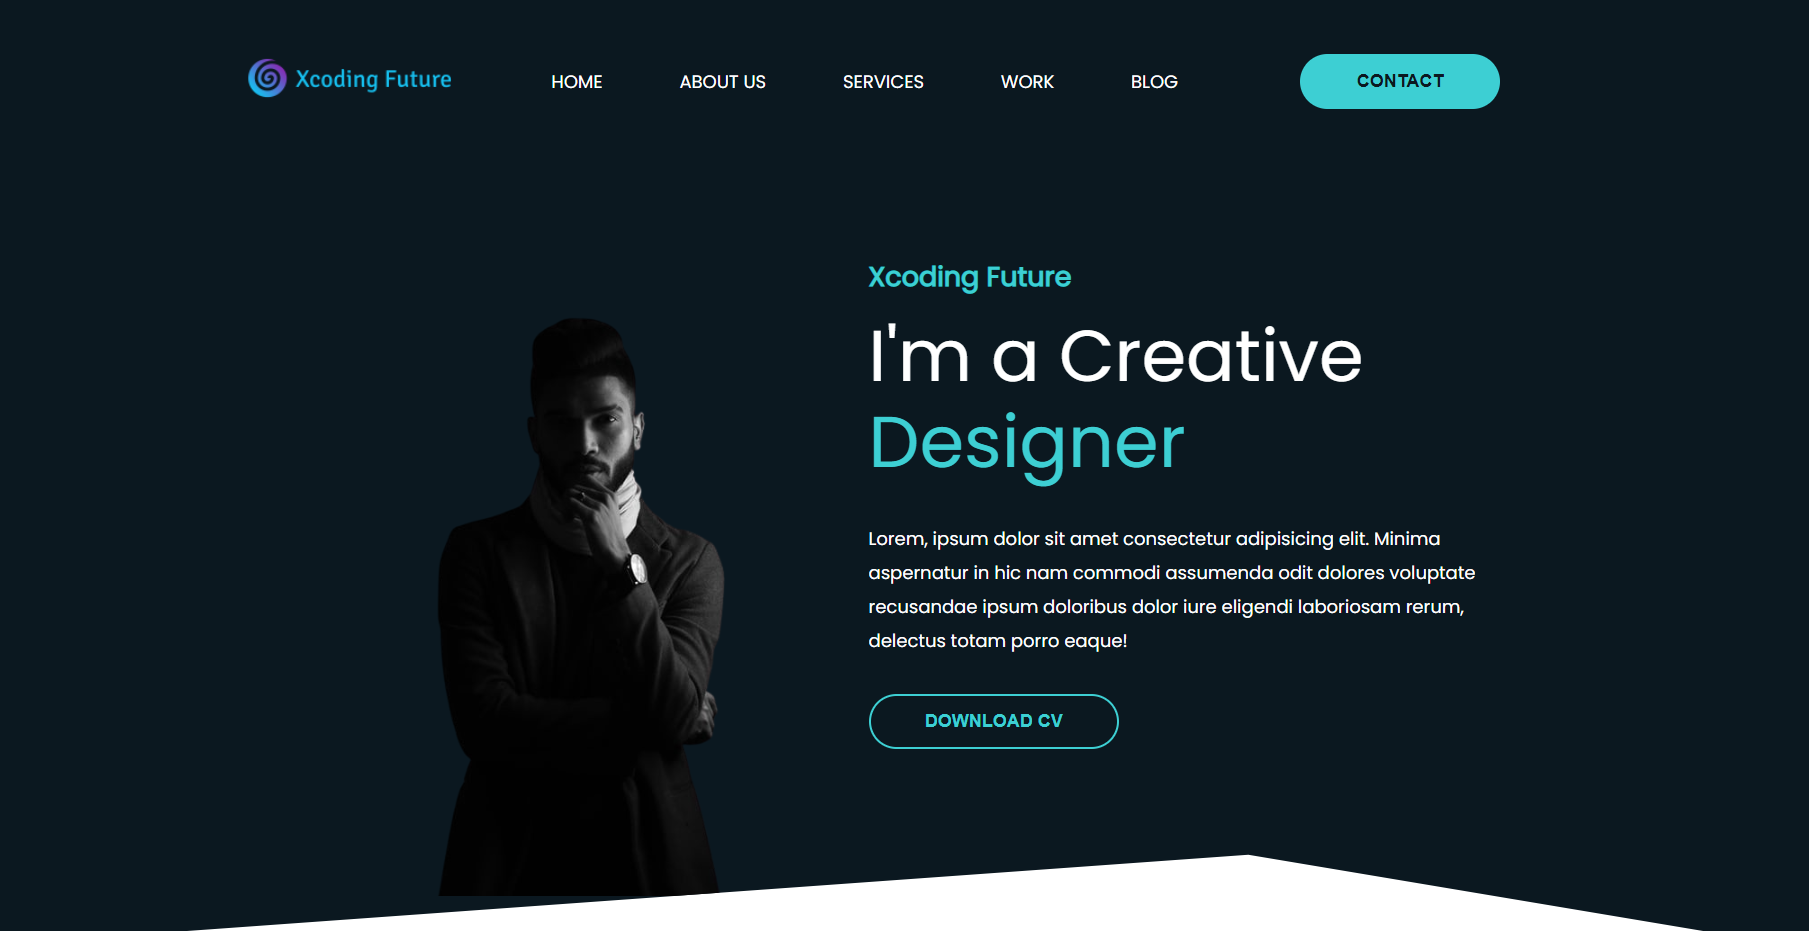 Xcoding Future
HOME
ABOUT US
SERVICES
WORK
BLOG
CONTACT
Xcoding Future
I'm a Creative
Designer
Lorem, ipsum dolor sit amet consectetur adipisicing elit. Minima
aspernatur in hic nam commodi assumenda odit dolores voluptate
recusandae ipsum doloribus dolor iure eligendi laboriosam rerum,
delectus totam porro eaque!
DOWNLOAD CV